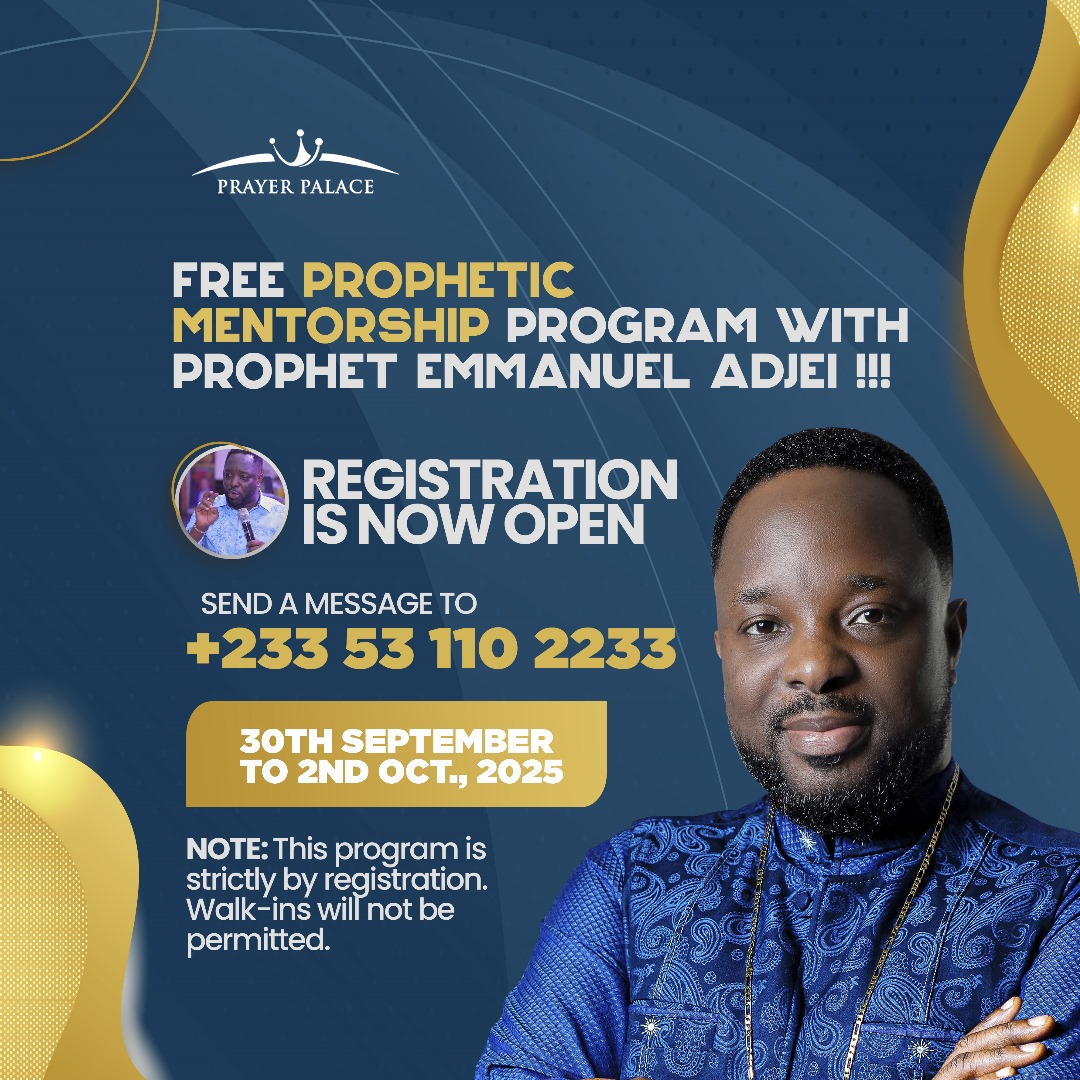 PRAYER PALACE
FREE PROPHETIC
MENTORSHIP PROGRAM WITH
PROPHET EMMANUEL ADJEI !!!
REGISTRATION
IS NOW OPEN
SEND A MESSAGE TO
+233 53 110 2233
30TH SEPTEMBER
TO 2ND OCT., 2025
NOTE: This program is
strictly by registration.
Walk-ins will not be
permitted.